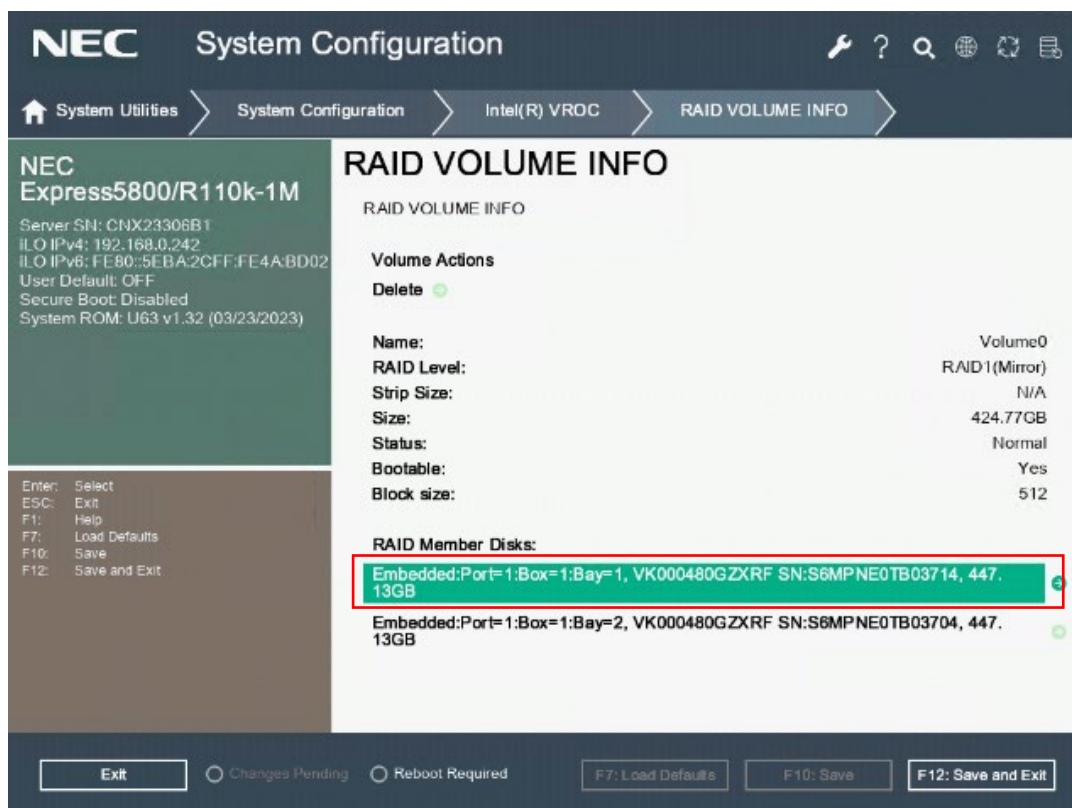 NEC System Configuration
System Utilities System Configuration Intel(R) VROC RAID VOLUME INFO
NEC
Express5800/R110k-1M
Server SN: CNX23306B1
iLO IPv4: 192.168.0.242
iLO IPv6: FE80::5EBA:2CFF:FE4A:BD02
User Default: OFF
Secure Boot: Disabled
System ROM: U63 v1.32 (03/23/2023)
Enter: Select
ESC: Exit
F1: Help
F7: Load Defaults
F10: Save
F12: Save and Exit
RAID VOLUME INFO
RAID VOLUME INFO
Volume Actions
Delete
Name: Volume0
RAID Level: RAID1(Mirror)
Strip Size: N/A
Size: 424.77GB
Status: Normal
Bootable: Yes
Block size: 512
RAID Member Disks:
Embedded:Port=1:Box=1:Bay=1, VK000480GZXRF SN:S6MPNE0TB03714, 447.
13GB
Embedded:Port=1:Box=1:Bay=2, VK000480GZXRF SN:S6MPNE0TB03704, 447.
13GB
Exit Changes Pending Reboot Required F7: Load Defaults F10: Save F12: Save and Exit